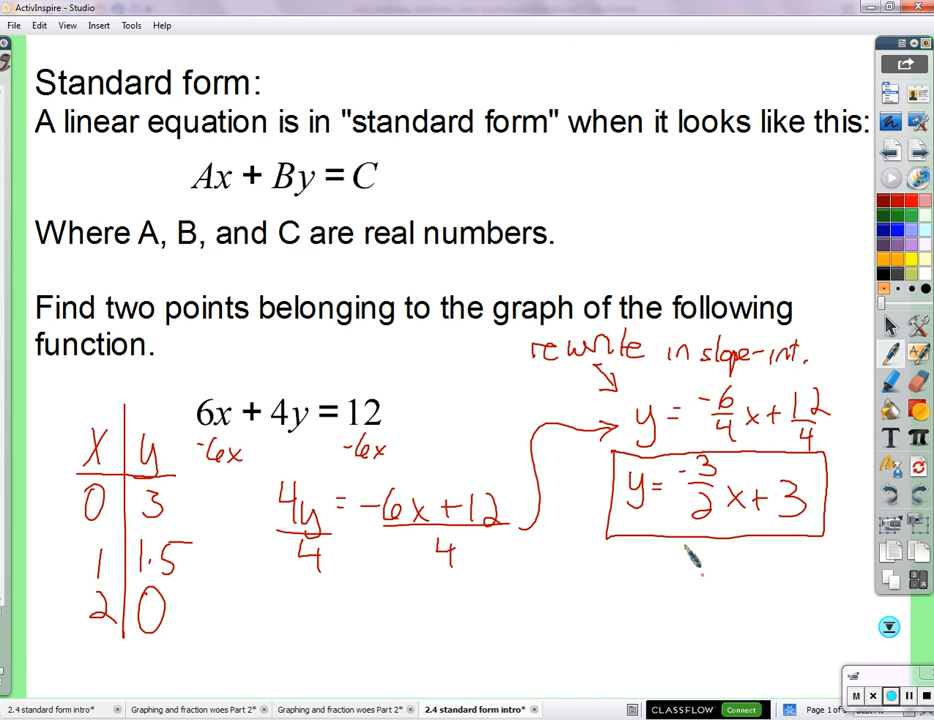 ActivInspire - Studio
File Edit View Insert Tools
Standard form:
A linear equation is in "standard form" when it looks like this:
Ax + By = C
Where A, B, and C are real numbers.
Find two points belonging to the graph of the following
function.
rewrite in slope-int.
6x + 4y = 12
-6x -6x
4y = -6x + 12
4 4
y = -6/4 x + 12/4
y = -3/2 x + 3
x y
0 3
1 1.5
2 0
2.4 standard form intro* Graphing and fraction woes Part 2* Graphing and fraction woes Part 2* 2.4 standard form intro* CLASSFLOW Connect Page 1 of
M